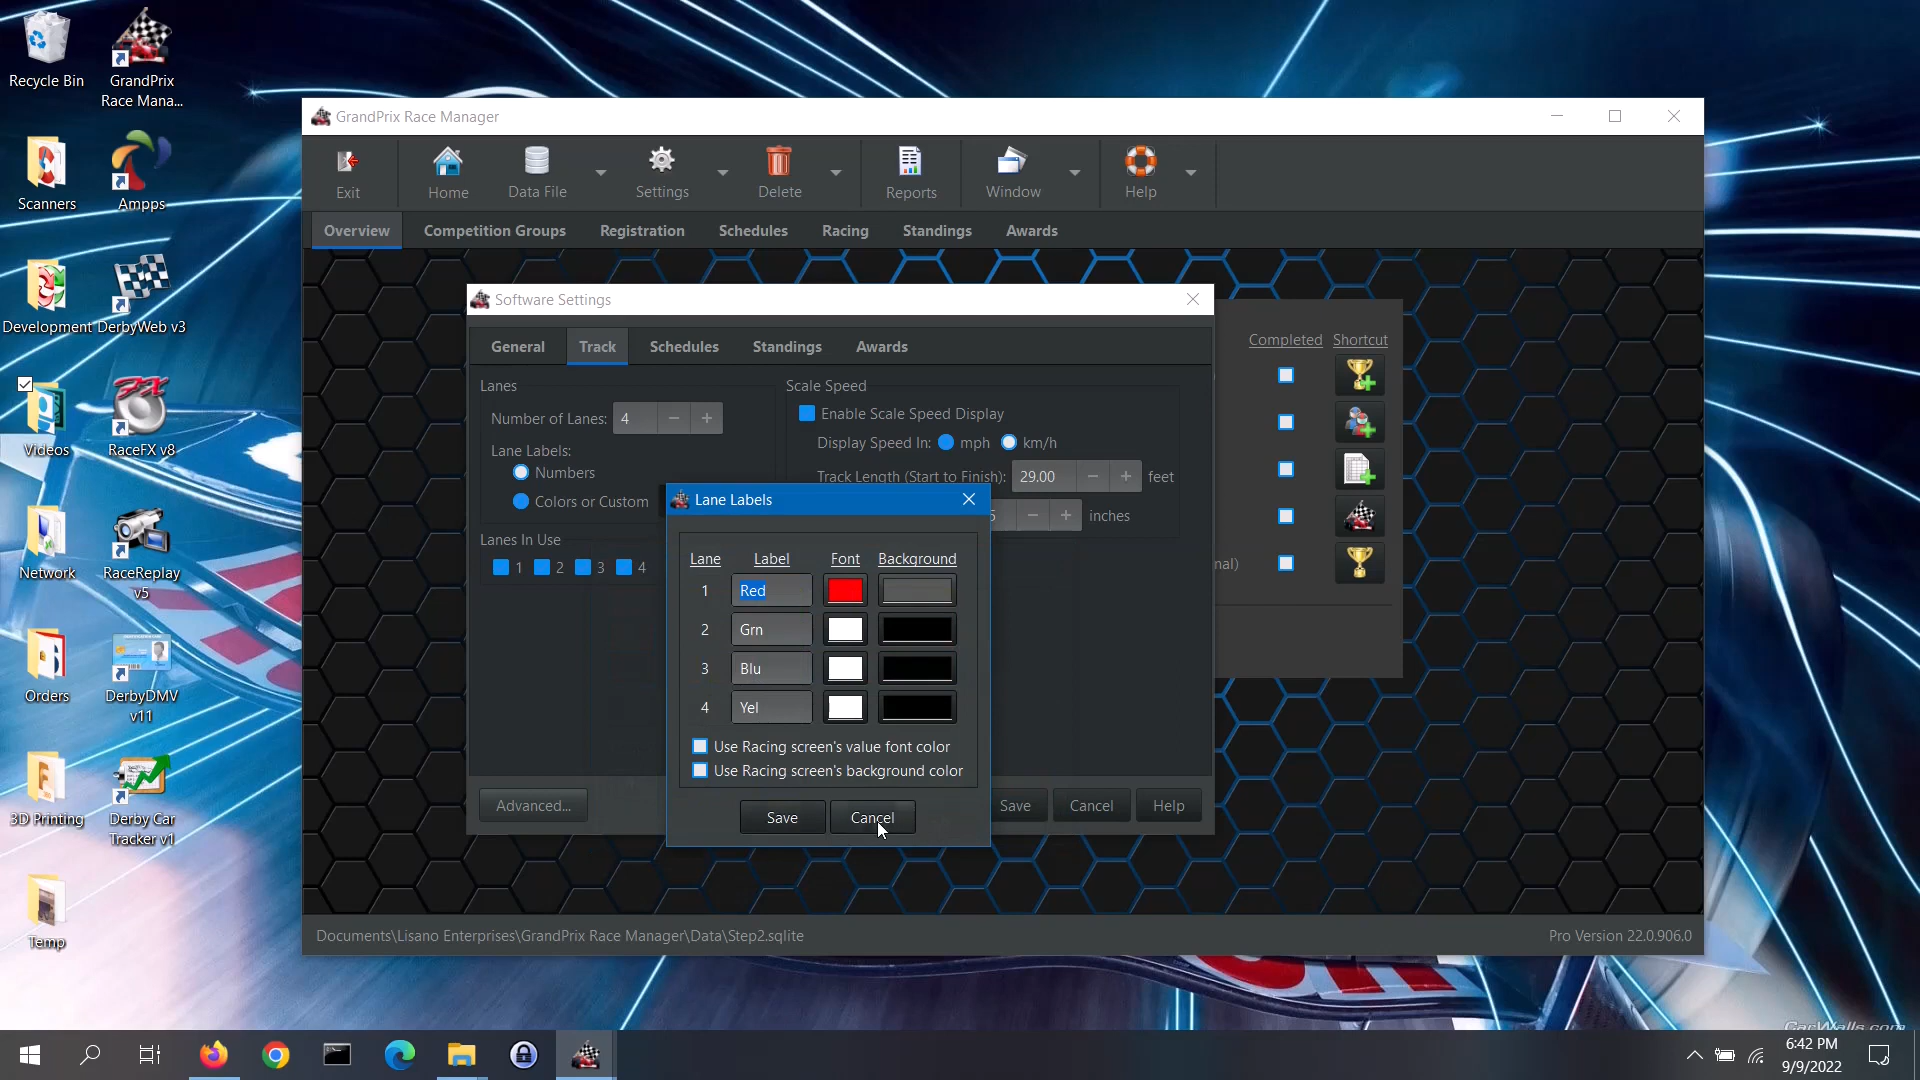 Recycle Bin
GrandPrix
Race Mana...
Scanners
Ampps
Development
DerbyWeb v3
Videos
RaceFX v8
Network
RaceReplay
v5
Orders
DerbyDMV
v11
3D Printing
Derby Car
Tracker v1
Temp
GrandPrix Race Manager
Exit
Home
Data File
Settings
Delete
Reports
Window
Help
Overview
Competition Groups
Registration
Schedules
Racing
Standings
Awards
Software Settings
General
Track
Schedules
Standings
Awards
Lanes
Number of Lanes: 4
Lane Labels:
Numbers
Colors or Custom
Lanes In Use
1 2 3 4
Scale Speed
Enable Scale Speed Display
Display Speed In: mph km/h
Track Length (Start to Finish): 29.00 feet
5 inches
Advanced...
Save
Cancel
Help
Lane Labels
Lane Label Font Background
1 Red
2 Grn
3 Blu
4 Yel
Use Racing screen's value font color
Use Racing screen's background color
Save
Cancel
Completed Shortcut
nal)
Documents\Lisano Enterprises\GrandPrix Race Manager\Data\Step2.sqlite
Pro Version 22.0.906.0
CarWalls.com
6:42 PM
9/9/2022